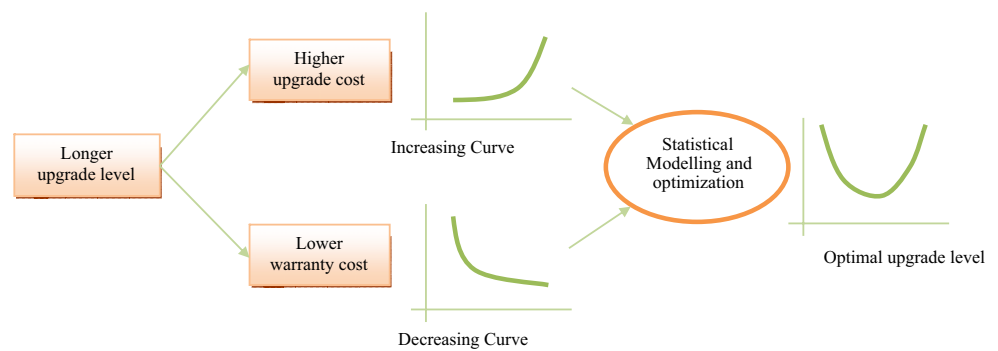 Higher
upgrade cost
Increasing Curve
Longer
upgrade level
Statistical
Modelling and
optimization
Lower
warranty cost
Optimal upgrade level
Decreasing Curve